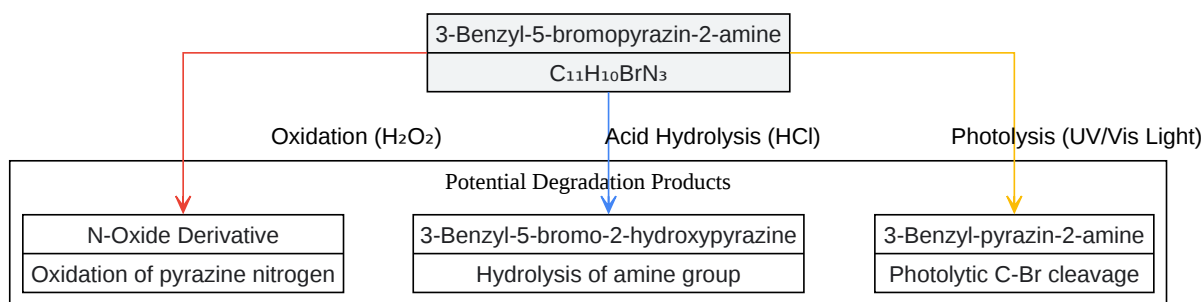 3-Benzyl-5-bromopyrazin-2-amine
C₁₁H₁₀BrN₃
Oxidation (H₂O₂)
Acid Hydrolysis (HCl)
Photolysis (UV/Vis Light)
Potential Degradation Products
N-Oxide Derivative
Oxidation of pyrazine nitrogen
3-Benzyl-5-bromo-2-hydroxypyrazine
Hydrolysis of amine group
3-Benzyl-pyrazin-2-amine
Photolytic C-Br cleavage